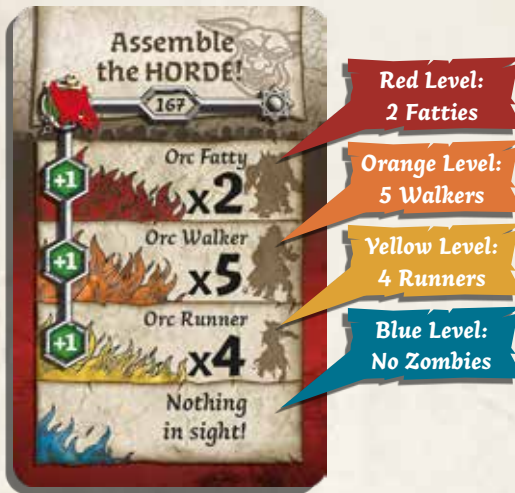 Assemble
the HORDE!
167
+1
Orc Fatty
x2
+1
Orc Walker
x5
+1
Orc Runner
x4
Nothing
in sight!
Red Level:
2 Fatties
Orange Level:
5 Walkers
Yellow Level:
4 Runners
Blue Level:
No Zombies